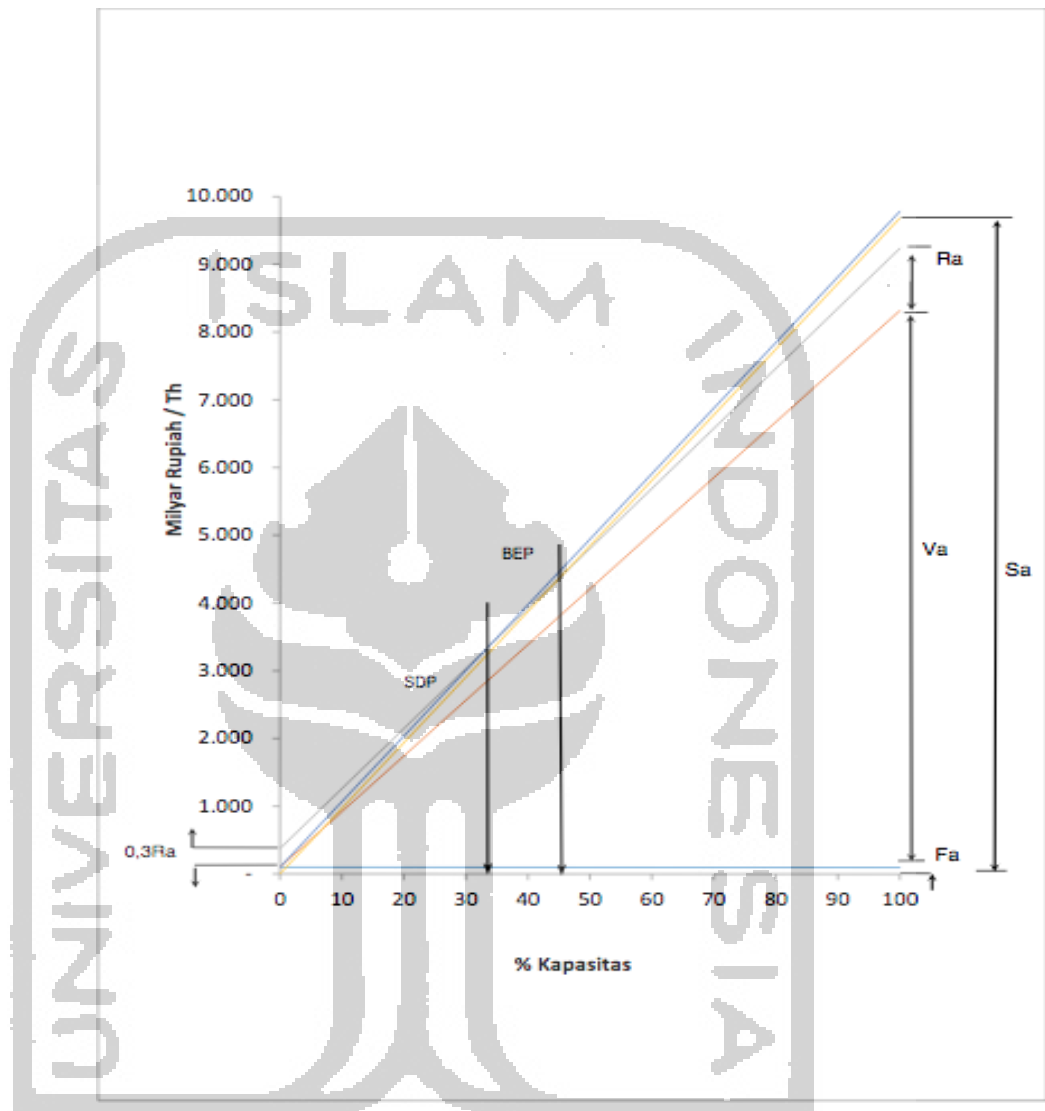 UNIVERSITAS
ISLAM
INDONESIA
Milyar Rupiah / Th
10.000
9.000
8.000
7.000
6.000
5.000
4.000
3.000
2.000
1.000
-
0,3Ra
BEP
SDP
Ra
Va
Sa
Fa
0 10 20 30 40 50 60 70 80 90 100
% Kapasitas